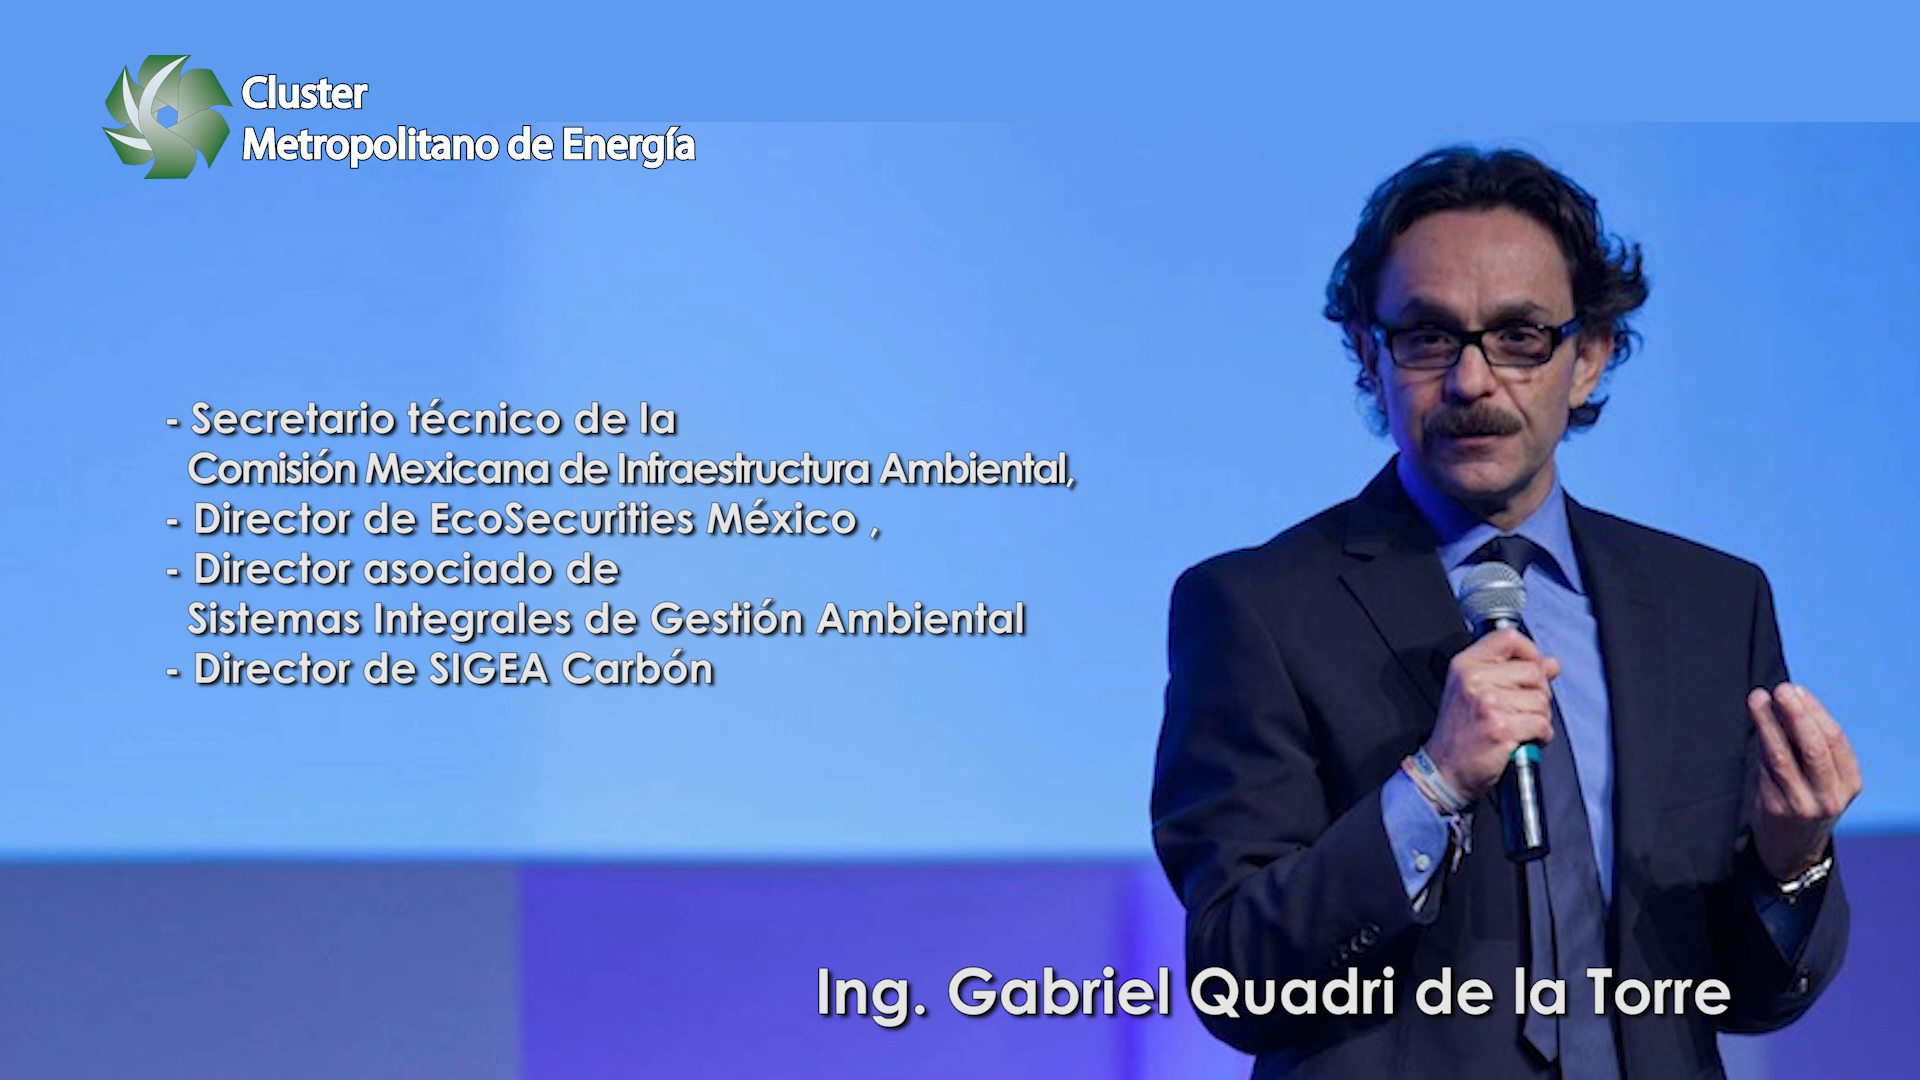 Cluster
Metropolitano de Energía
- Secretario técnico de la
Comisión Mexicana de Infraestructura Ambiental,
- Director de EcoSecurities México ,
- Director asociado de
Sistemas Integrales de Gestión Ambiental
- Director de SIGEA Carbón
Ing. Gabriel Quadri de la Torre